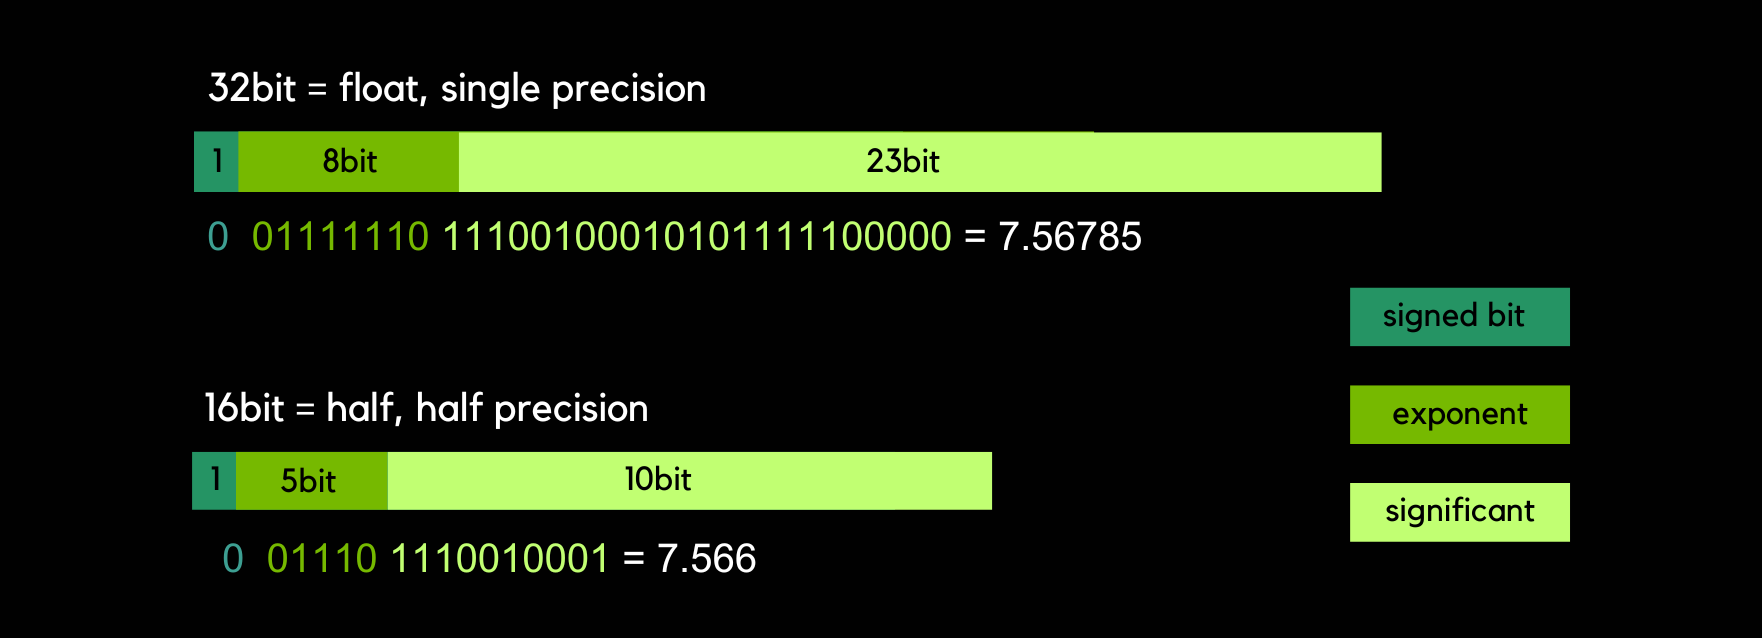 32bit = float, single precision
1 8bit 23bit
0 01111110 11100100010101111100000 = 7.56785
signed bit
16bit = half, half precision
exponent
1 5bit 10bit
significant
0 01110 1110010001 = 7.566